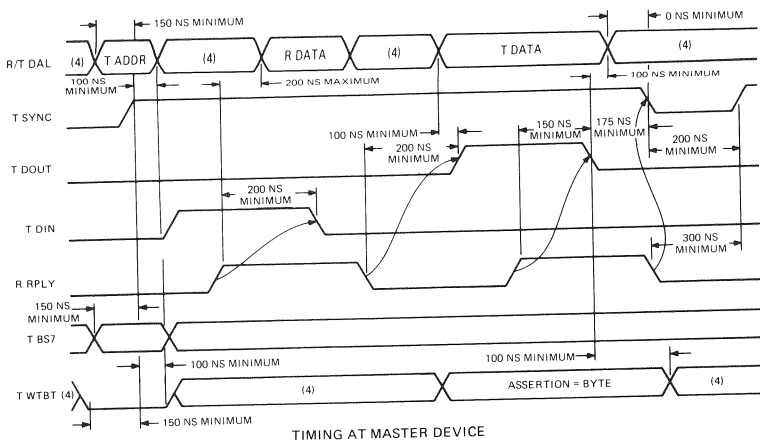 150 NS MINIMUM
0 NS MINIMUM
R/T DAL
(4)
T ADDR
(4)
R DATA
(4)
T DATA
(4)
100 NS
MINIMUM
200 NS MAXIMUM
100 NS MINIMUM
T SYNC
100 NS MINIMUM
150 NS
MINIMUM
175 NS
MINIMUM
200 NS
MINIMUM
200 NS
MINIMUM
T DOUT
200 NS
MINIMUM
T DIN
300 NS
MINIMUM
R RPLY
150 NS
MINIMUM
T BS7
100 NS MINIMUM
100 NS MINIMUM
T WTBT
(4)
(4)
ASSERTION = BYTE
(4)
150 NS MINIMUM
TIMING AT MASTER DEVICE